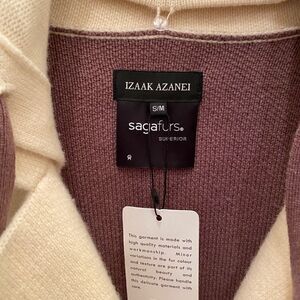 IZAAK AZANEI
S/M
sagafurs®
SUPERIOR
This garment is made with
high quality materials and
workmanship. Minor
variations in the fur colour
and texture are part of its
natural beauty and
authenticity. Please handle
this delicate garment with
care.